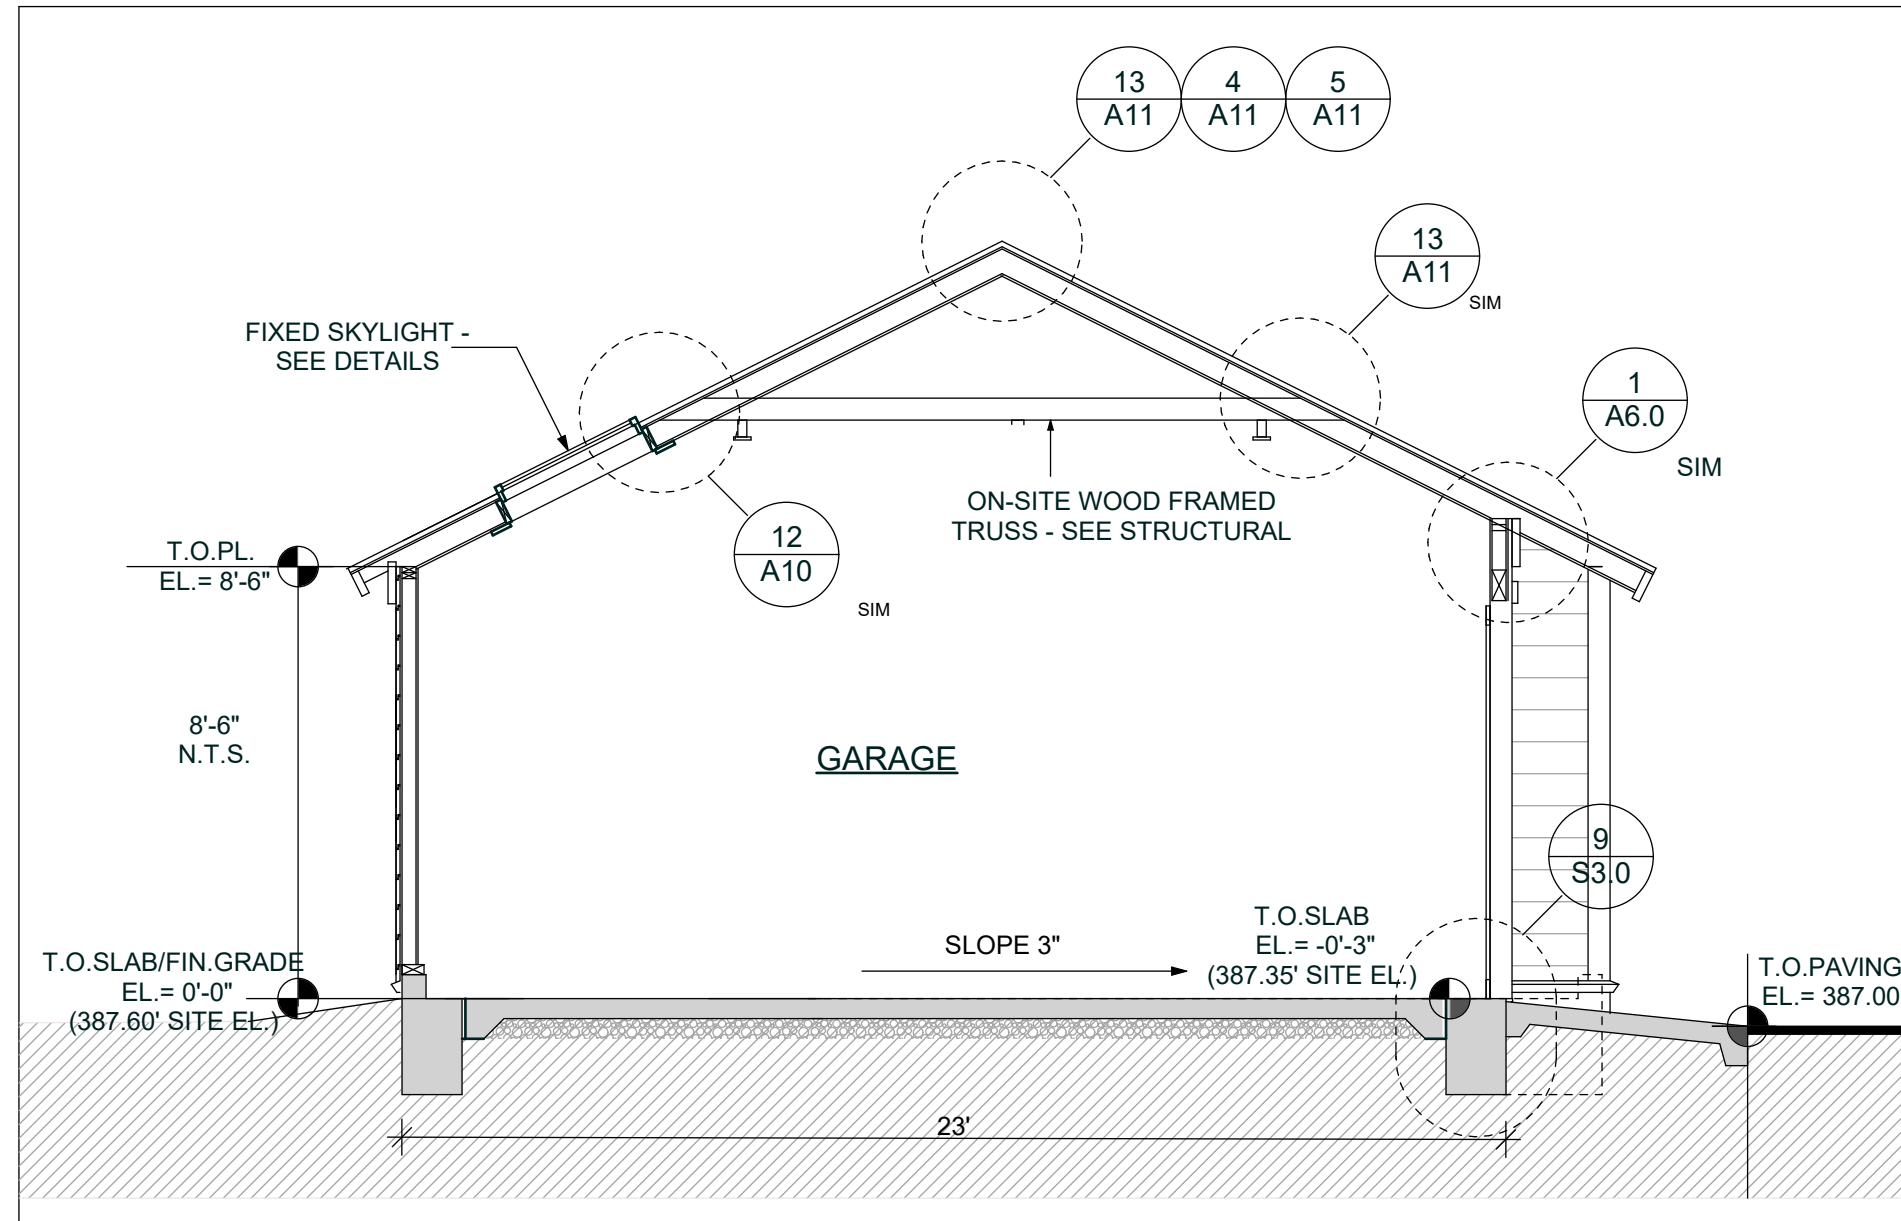 13
A11
4
A11
5
A11
13
A11
SIM
FIXED SKYLIGHT -
SEE DETAILS
1
A6.0
SIM
ON-SITE WOOD FRAMED
TRUSS - SEE STRUCTURAL
12
A10
SIM
T.O.PL.
EL.= 8'-6"
8'-6"
N.T.S.
GARAGE
9
S3.0
T.O.SLAB/FIN.GRADE
EL.= 0'-0"
(387.60' SITE EL.)
SLOPE 3"
T.O.SLAB
EL.= -0'-3"
(387.35' SITE EL.)
T.O.PAVING
EL.= 387.00
23'